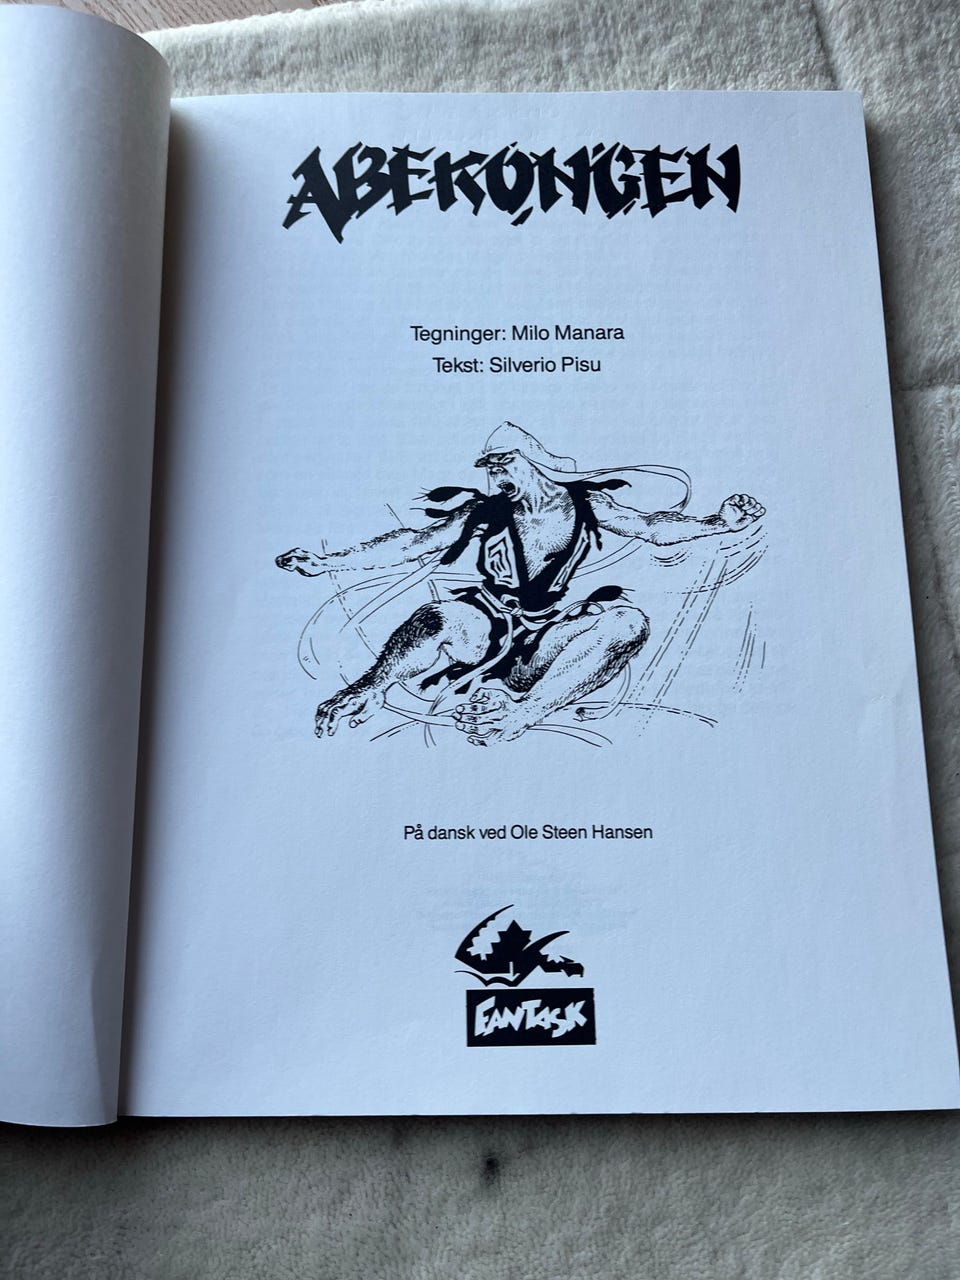 ABEKONGEN
Tegninger: Milo Manara
Tekst: Silverio Pisu
På dansk ved Ole Steen Hansen
FANTASK